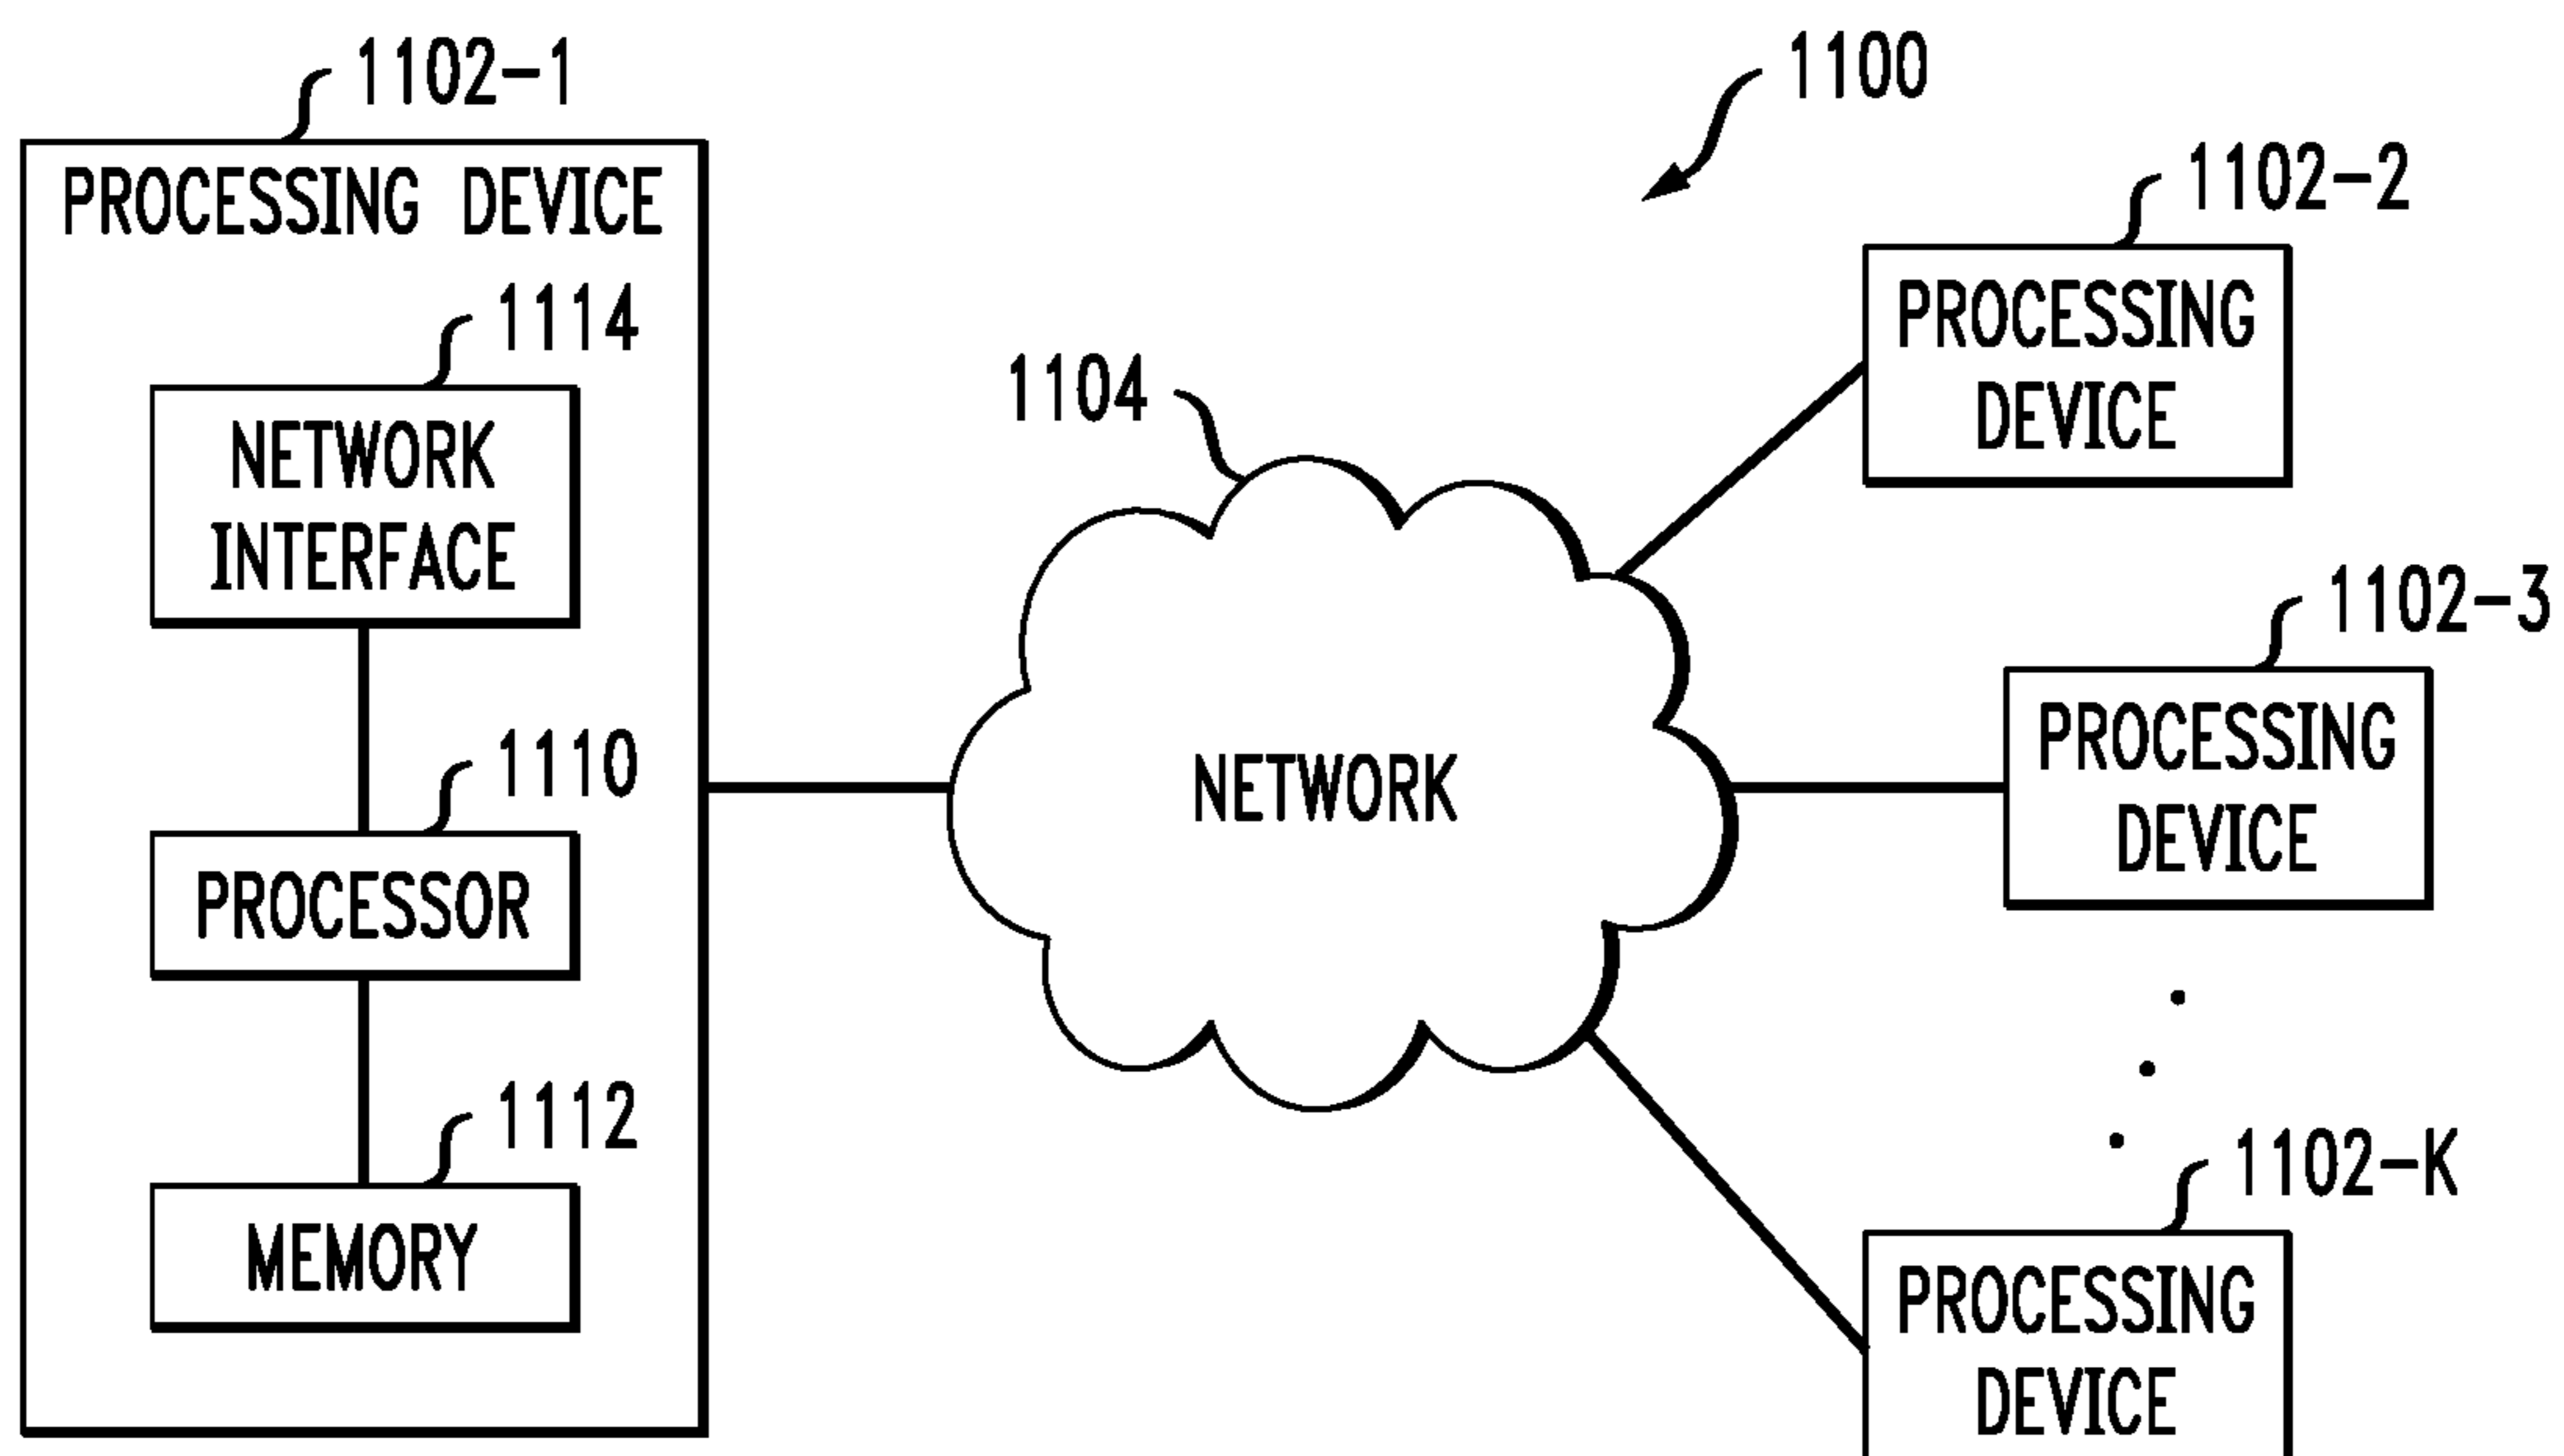 1102-1
PROCESSING DEVICE
1114
NETWORK
INTERFACE
1110
PROCESSOR
1112
MEMORY
1104
NETWORK
1100
1102-2
PROCESSING
DEVICE
1102-3
PROCESSING
DEVICE
1102-K
PROCESSING
DEVICE